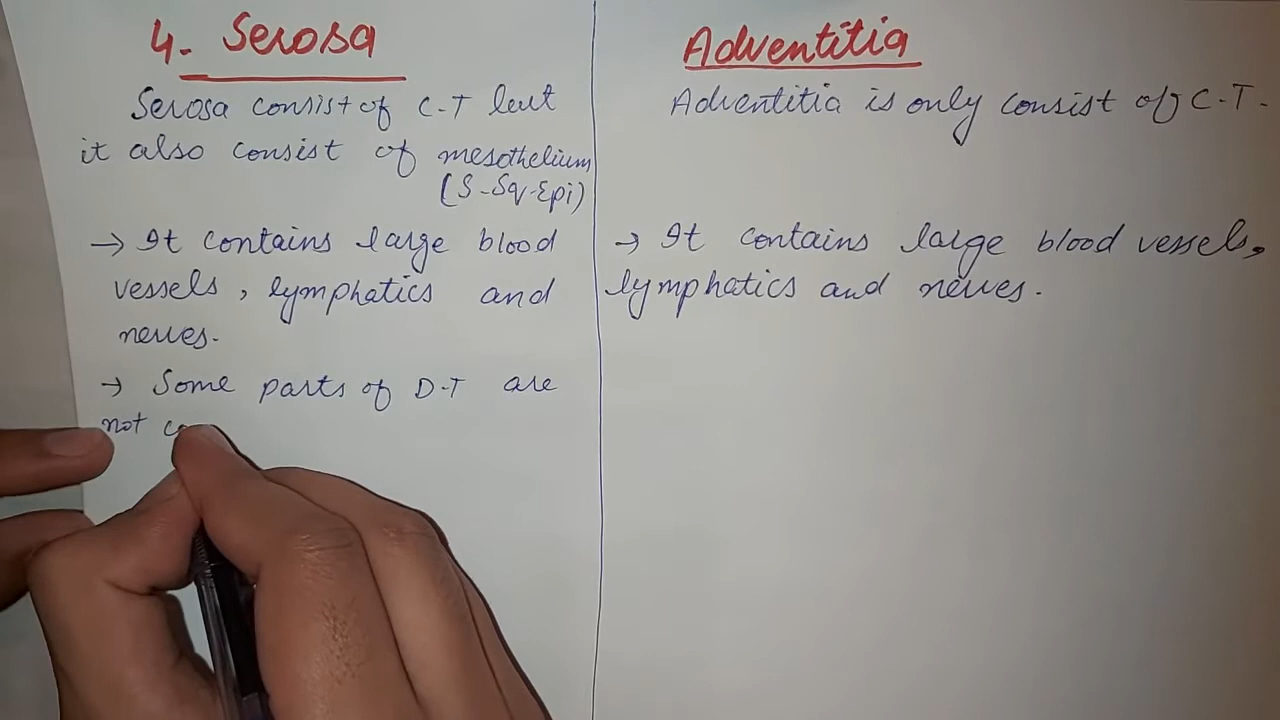 4. Serosa
Serosa consist of C-T but
it also consist of mesothelium
(S-Sq-Epi)
→ It contains large blood
vessels, lymphatics and
nerves.
→ Some parts of D-T are
not
Adventitia
Adventitia is only consist of C-T.
→ It contains large blood vessels,
lymphatics and nerves.